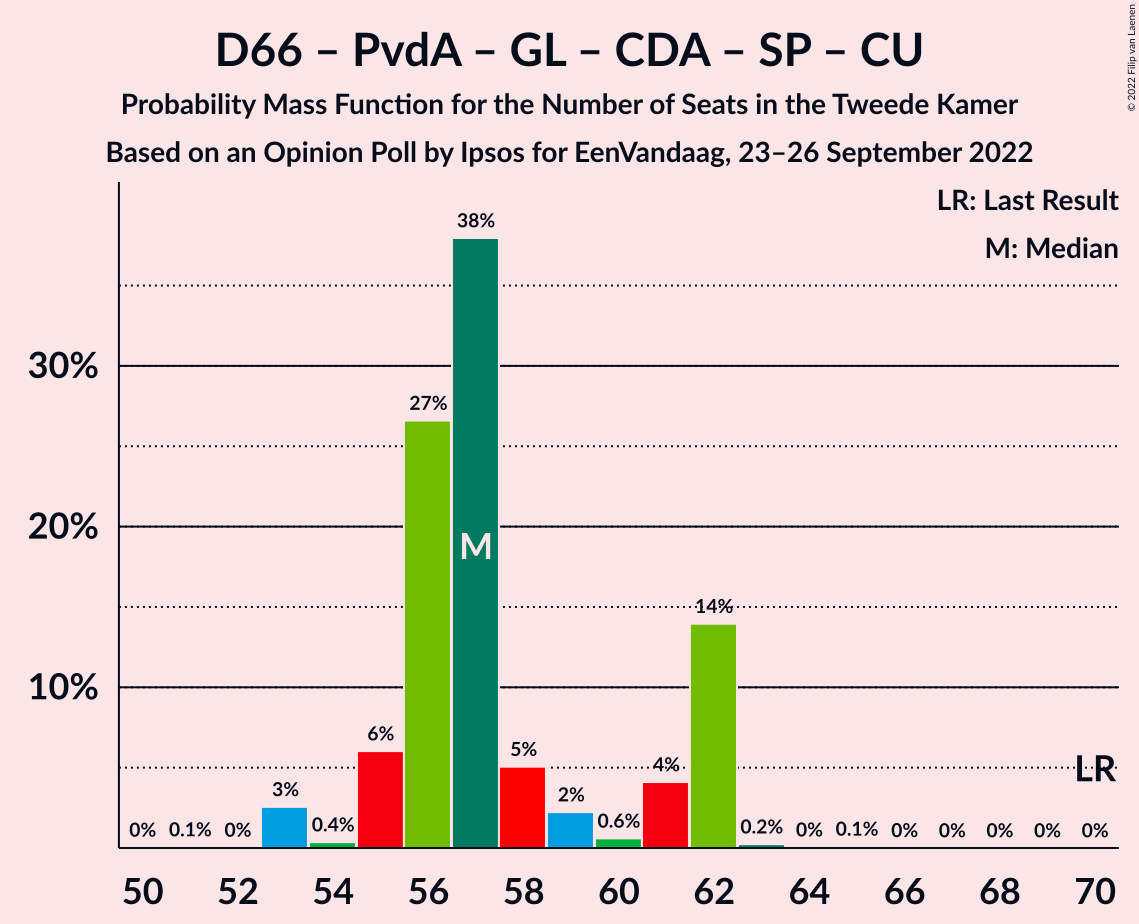 D66 – PvdA – GL – CDA – SP – CU
Probability Mass Function for the Number of Seats in the Tweede Kamer
Based on an Opinion Poll by Ipsos for EenVandaag, 23–26 September 2022
© 2022 Filip van Laenen
LR: Last Result
M: Median
38%
30%
27%
20%
M
14%
10%
6%
5%
4%
LR
3%
2%
0% 0.1% 0% 0.4% 0.6% 0.2% 0% 0.1% 0% 0% 0% 0% 0%
50 52 54 56 58 60 62 64 66 68 70